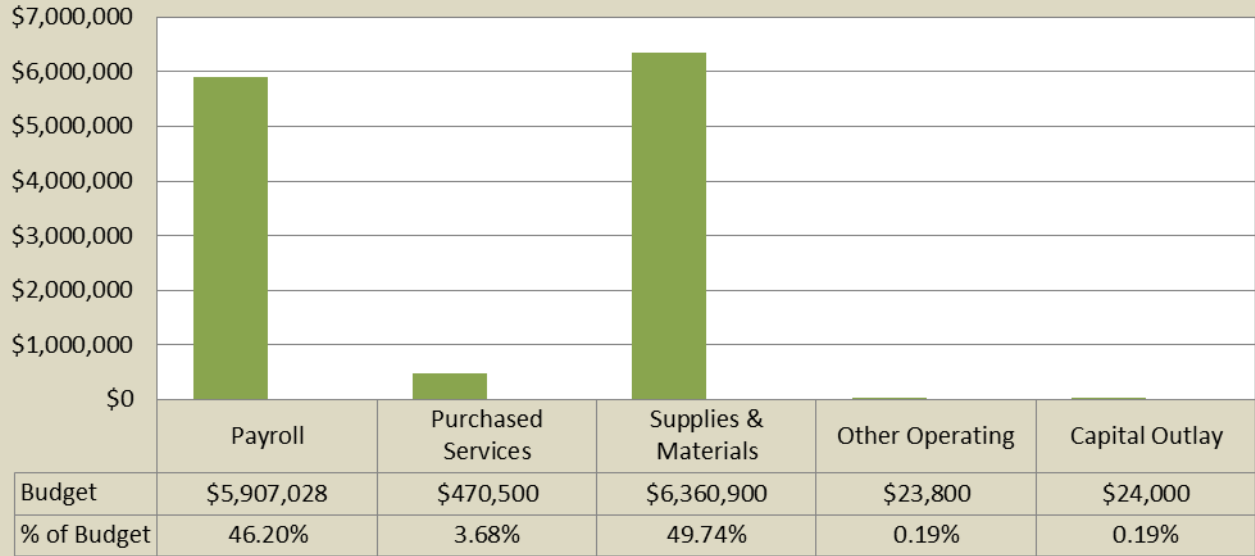 $7,000,000
$6,000,000
$5,000,000
$4,000,000
$3,000,000
$2,000,000
$1,000,000
$0
Payroll
Purchased
Services
Supplies &
Materials
Other Operating
Capital Outlay
Budget $5,907,028 $470,500 $6,360,900 $23,800 $24,000
% of Budget 46.20% 3.68% 49.74% 0.19% 0.19%